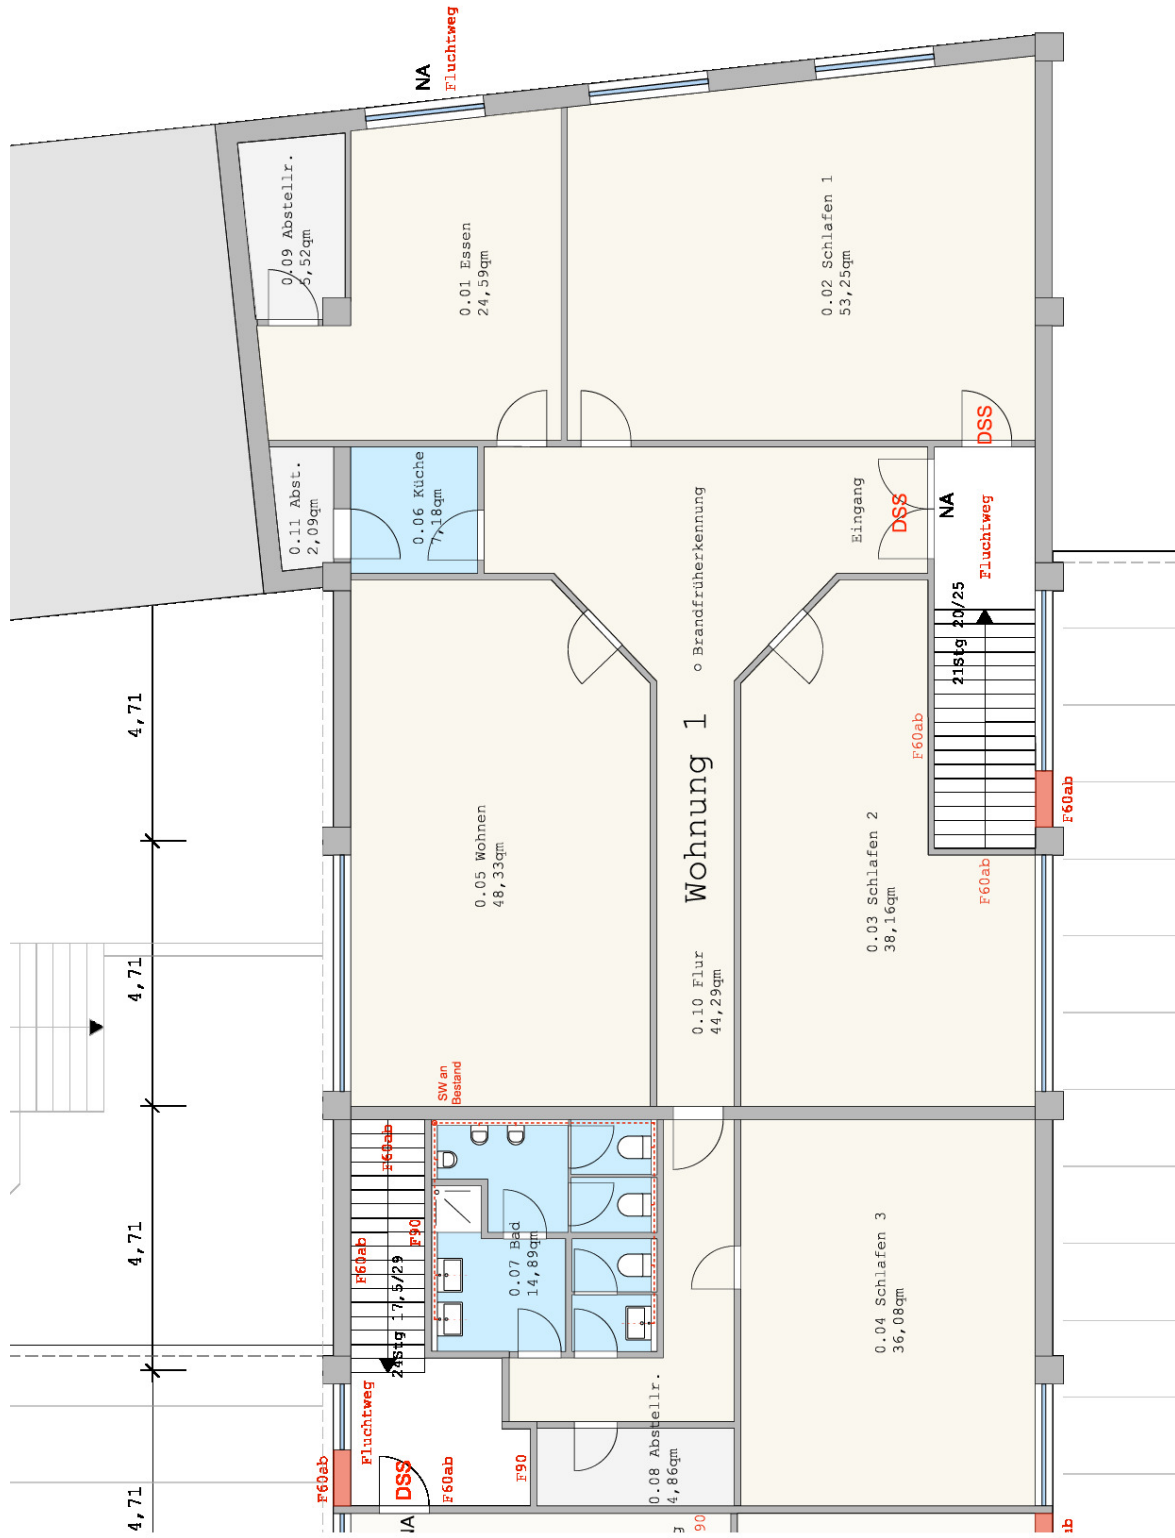 NA
Fluchtweg
0.09 Abstellr.
5,52qm
0.01 Essen
24,59qm
0.02 Schlafen 1
53,25qm
0.11 Abst.
2,09qm
0.06 Küche
7,18qm
o Brandfrüherkennung
Eingang
DSS
DSS
NA
Fluchtweg
21Stg 20/25
4,71
0.05 Wohnen
48,33qm
Wohnung 1
F60ab
F60ab
0.03 Schlafen 2
38,16qm
F60ab
4,71
0.10 Flur
44,29qm
SW an
Bestand
F60ab
F90
F60ab
24Stg 17,5/29
4,71
0.07 Bad
14,89qm
0.04 Schlafen 3
36,08qm
Fluchtweg
DSS
F60ab
F60ab
F90
0.08 Abstellr.
4,86qm
4,71
NA
g
90
ab